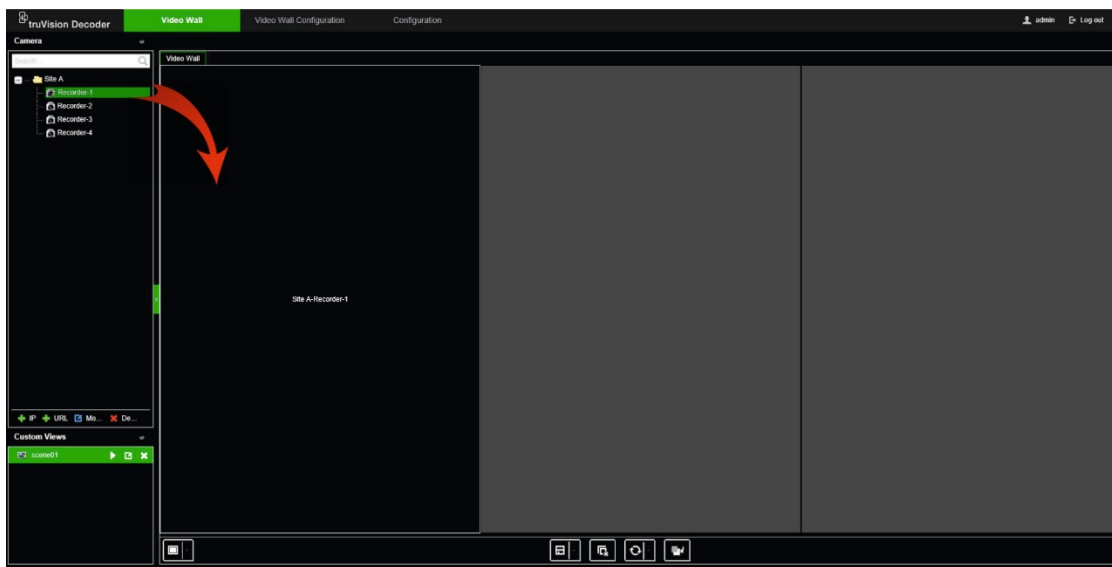 truVision Decoder
Video Wall
Video Wall Configuration
Configuration
admin
Log out
Camera
Search
Video Wall
Site A
Recorder-1
Recorder-2
Recorder-3
Recorder-4
Site A-Recorder-1
IP
URL
Mo...
De...
Custom Views
scene01